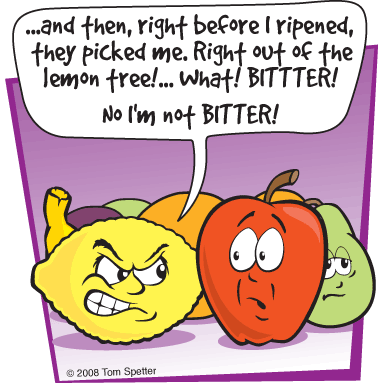 ...and then, right before I ripened,
they picked me. Right out of the
lemon tree!... What! BITTTER!
No I'm not BITTER!
© 2008 Tom Spetter